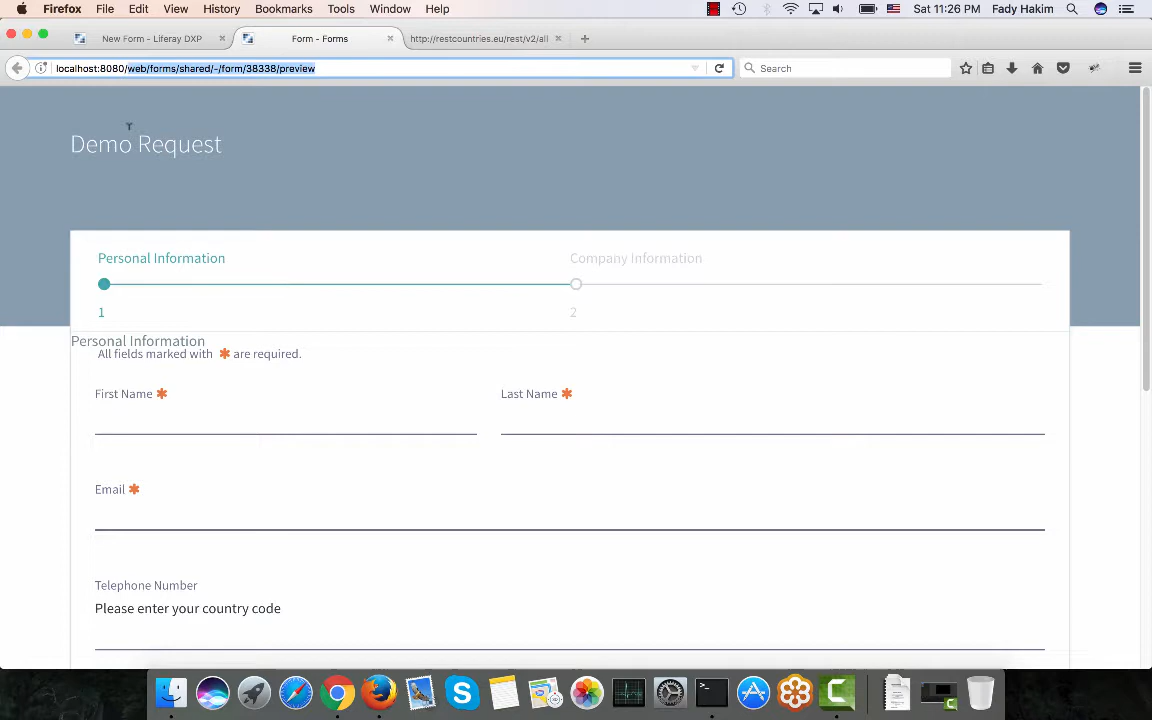 Firefox File Edit View History Bookmarks Tools Window Help Sat 11:26 PM Fady Hakim
New Form - Liferay DXP Form - Forms http://restcountries.eu/rest/v2/all
localhost:8080/web/forms/shared/-/form/38338/preview Search
Demo Request
Personal Information Company Information
1 2
Personal Information
All fields marked with * are required.
First Name * Last Name *
Email *
Telephone Number
Please enter your country code